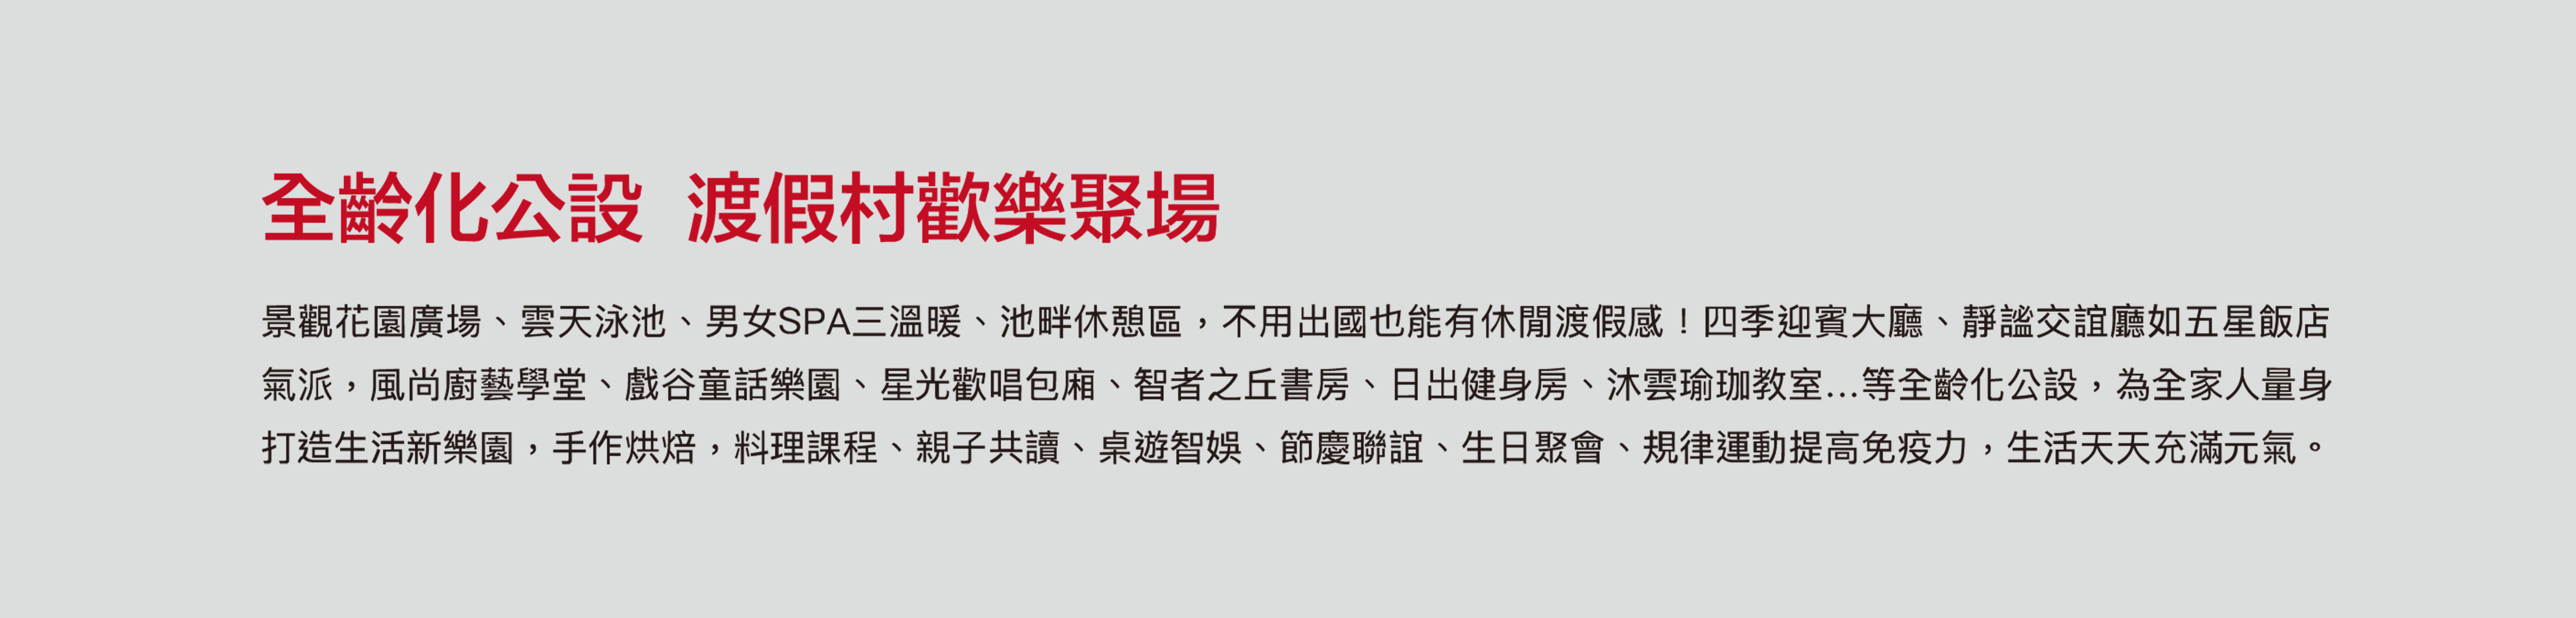 全齡化公設 渡假村歡樂聚場
景觀花園廣場、雲天泳池、男女SPA三溫暖、池畔休憩區，不用出國也能有休閒渡假感！四季迎賓大廳、靜謐交誼廳如五星飯店
氣派，風尚廚藝學堂、戲谷童話樂園、星光歡唱包廂、智者之丘書房、日出健身房、沐雲瑜珈教室...等全齡化公設，為全家人量身
打造生活新樂園，手作烘焙，料理課程、親子共讀、桌遊智娛、節慶聯誼、生日聚會、規律運動提高免疫力，生活天天充滿元氣。